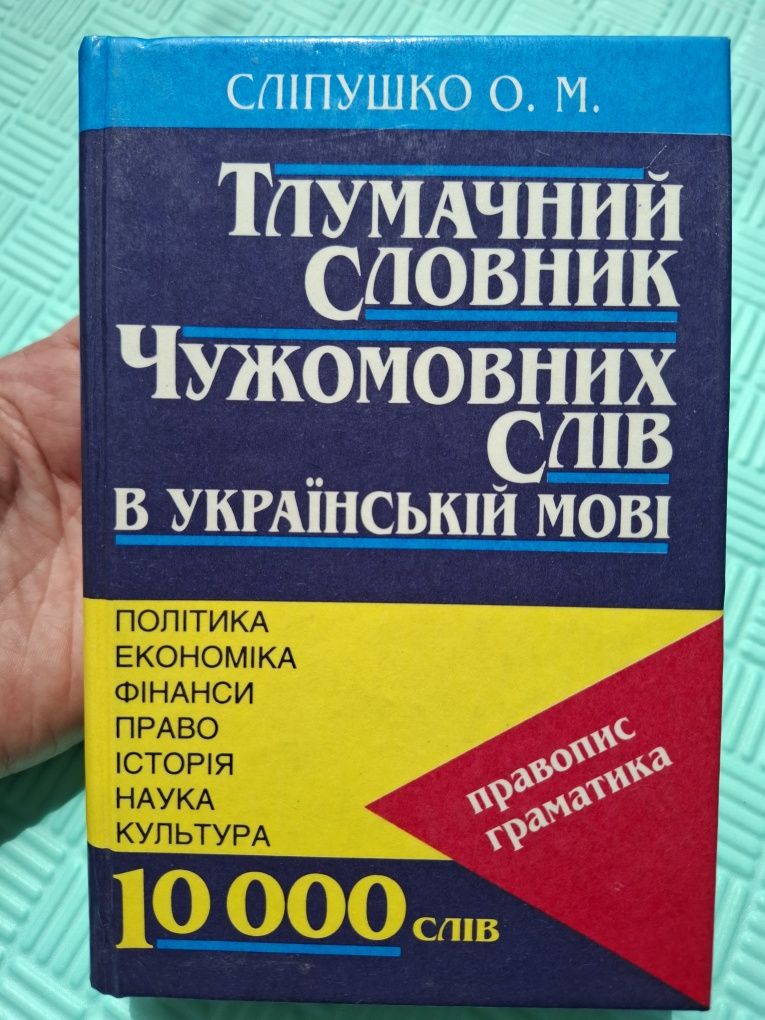 СЛІПУШКО О. М.
ТЛУМАЧНИЙ
СЛОВНИК
ЧУЖОМОВНИХ
СЛІВ
В УКРАЇНСЬКІЙ МОВІ
ПОЛІТИКА
ЕКОНОМІКА
ФІНАНСИ
ПРАВО
ІСТОРІЯ
НАУКА
КУЛЬТУРА
правопис
граматика
10 000 СЛІВ